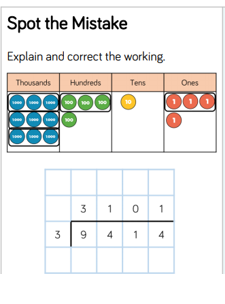 Spot the Mistake
Explain and correct the working.
Thousands Hundreds Tens Ones
1000 1000 1000 100 100 100 10 1 1 1
1000 1000 1000 100 1
1000 1000 1000
3 1 0 1
3 9 4 1 4